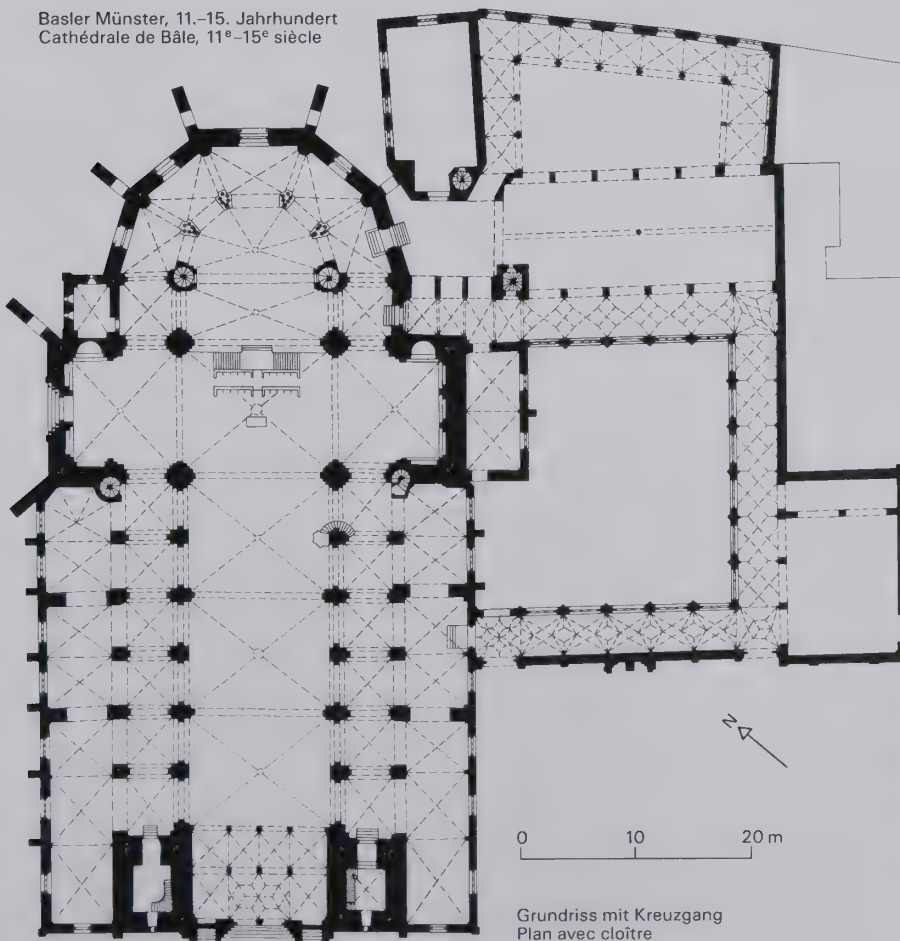 Basler Münster, 11.–15. Jahrhundert
Cathédrale de Bâle, 11ᵉ–15ᵉ siècle
N
0 10 20 m
Grundriss mit Kreuzgang
Plan avec cloître